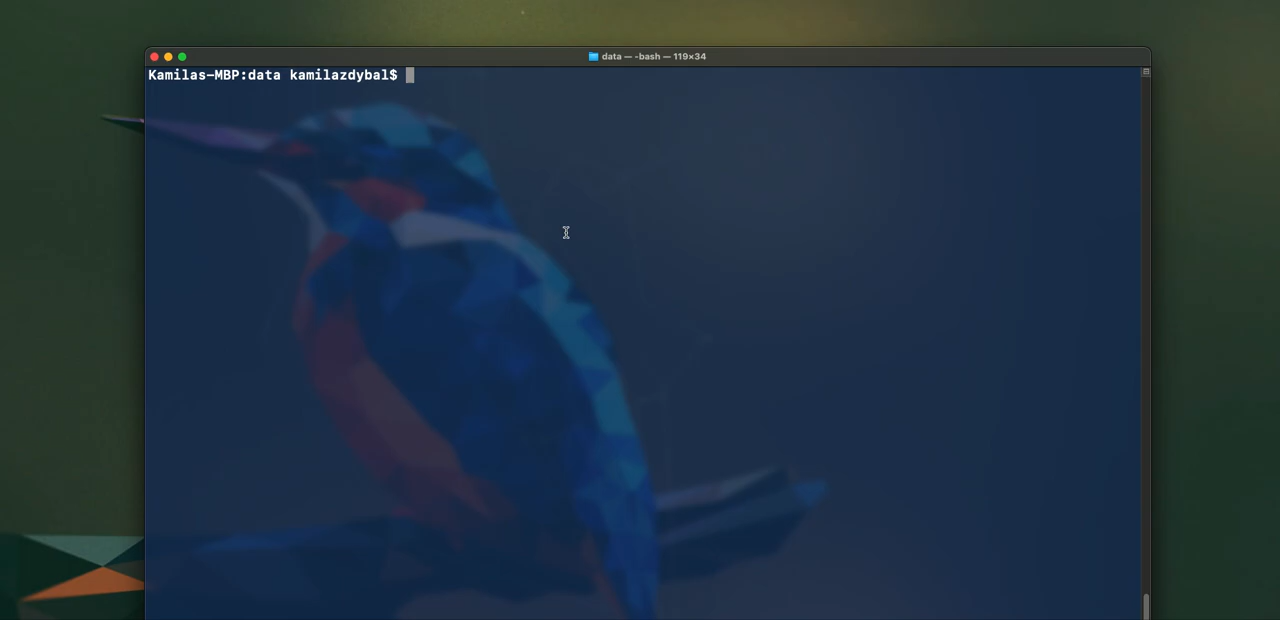 data — -bash — 119×34
Kamilas-MBP:data kamilazdybal$